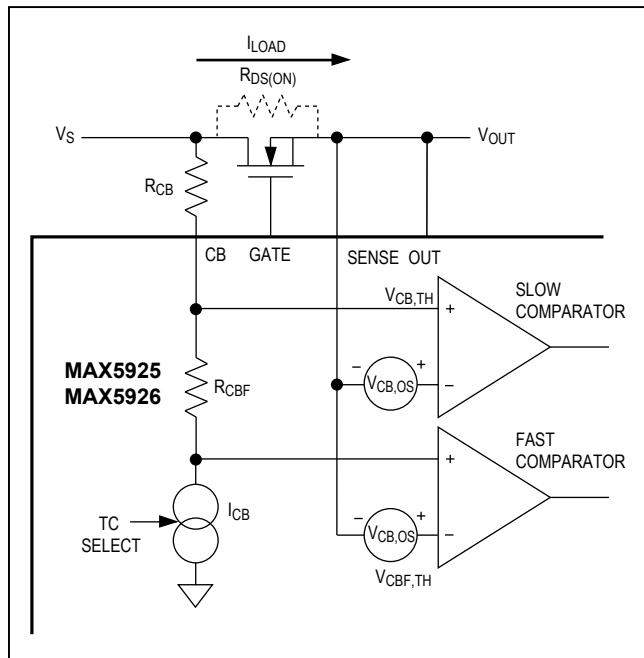 I_LOAD
R_DS(ON)
V_S
V_OUT
R_CB
CB GATE SENSE OUT
V_CB,TH
SLOW
COMPARATOR
+
− V_CB,OS + −
MAX5925
MAX5926
R_CBF
FAST
COMPARATOR
+
I_CB
TC
SELECT
− V_CB,OS + −
V_CBF,TH